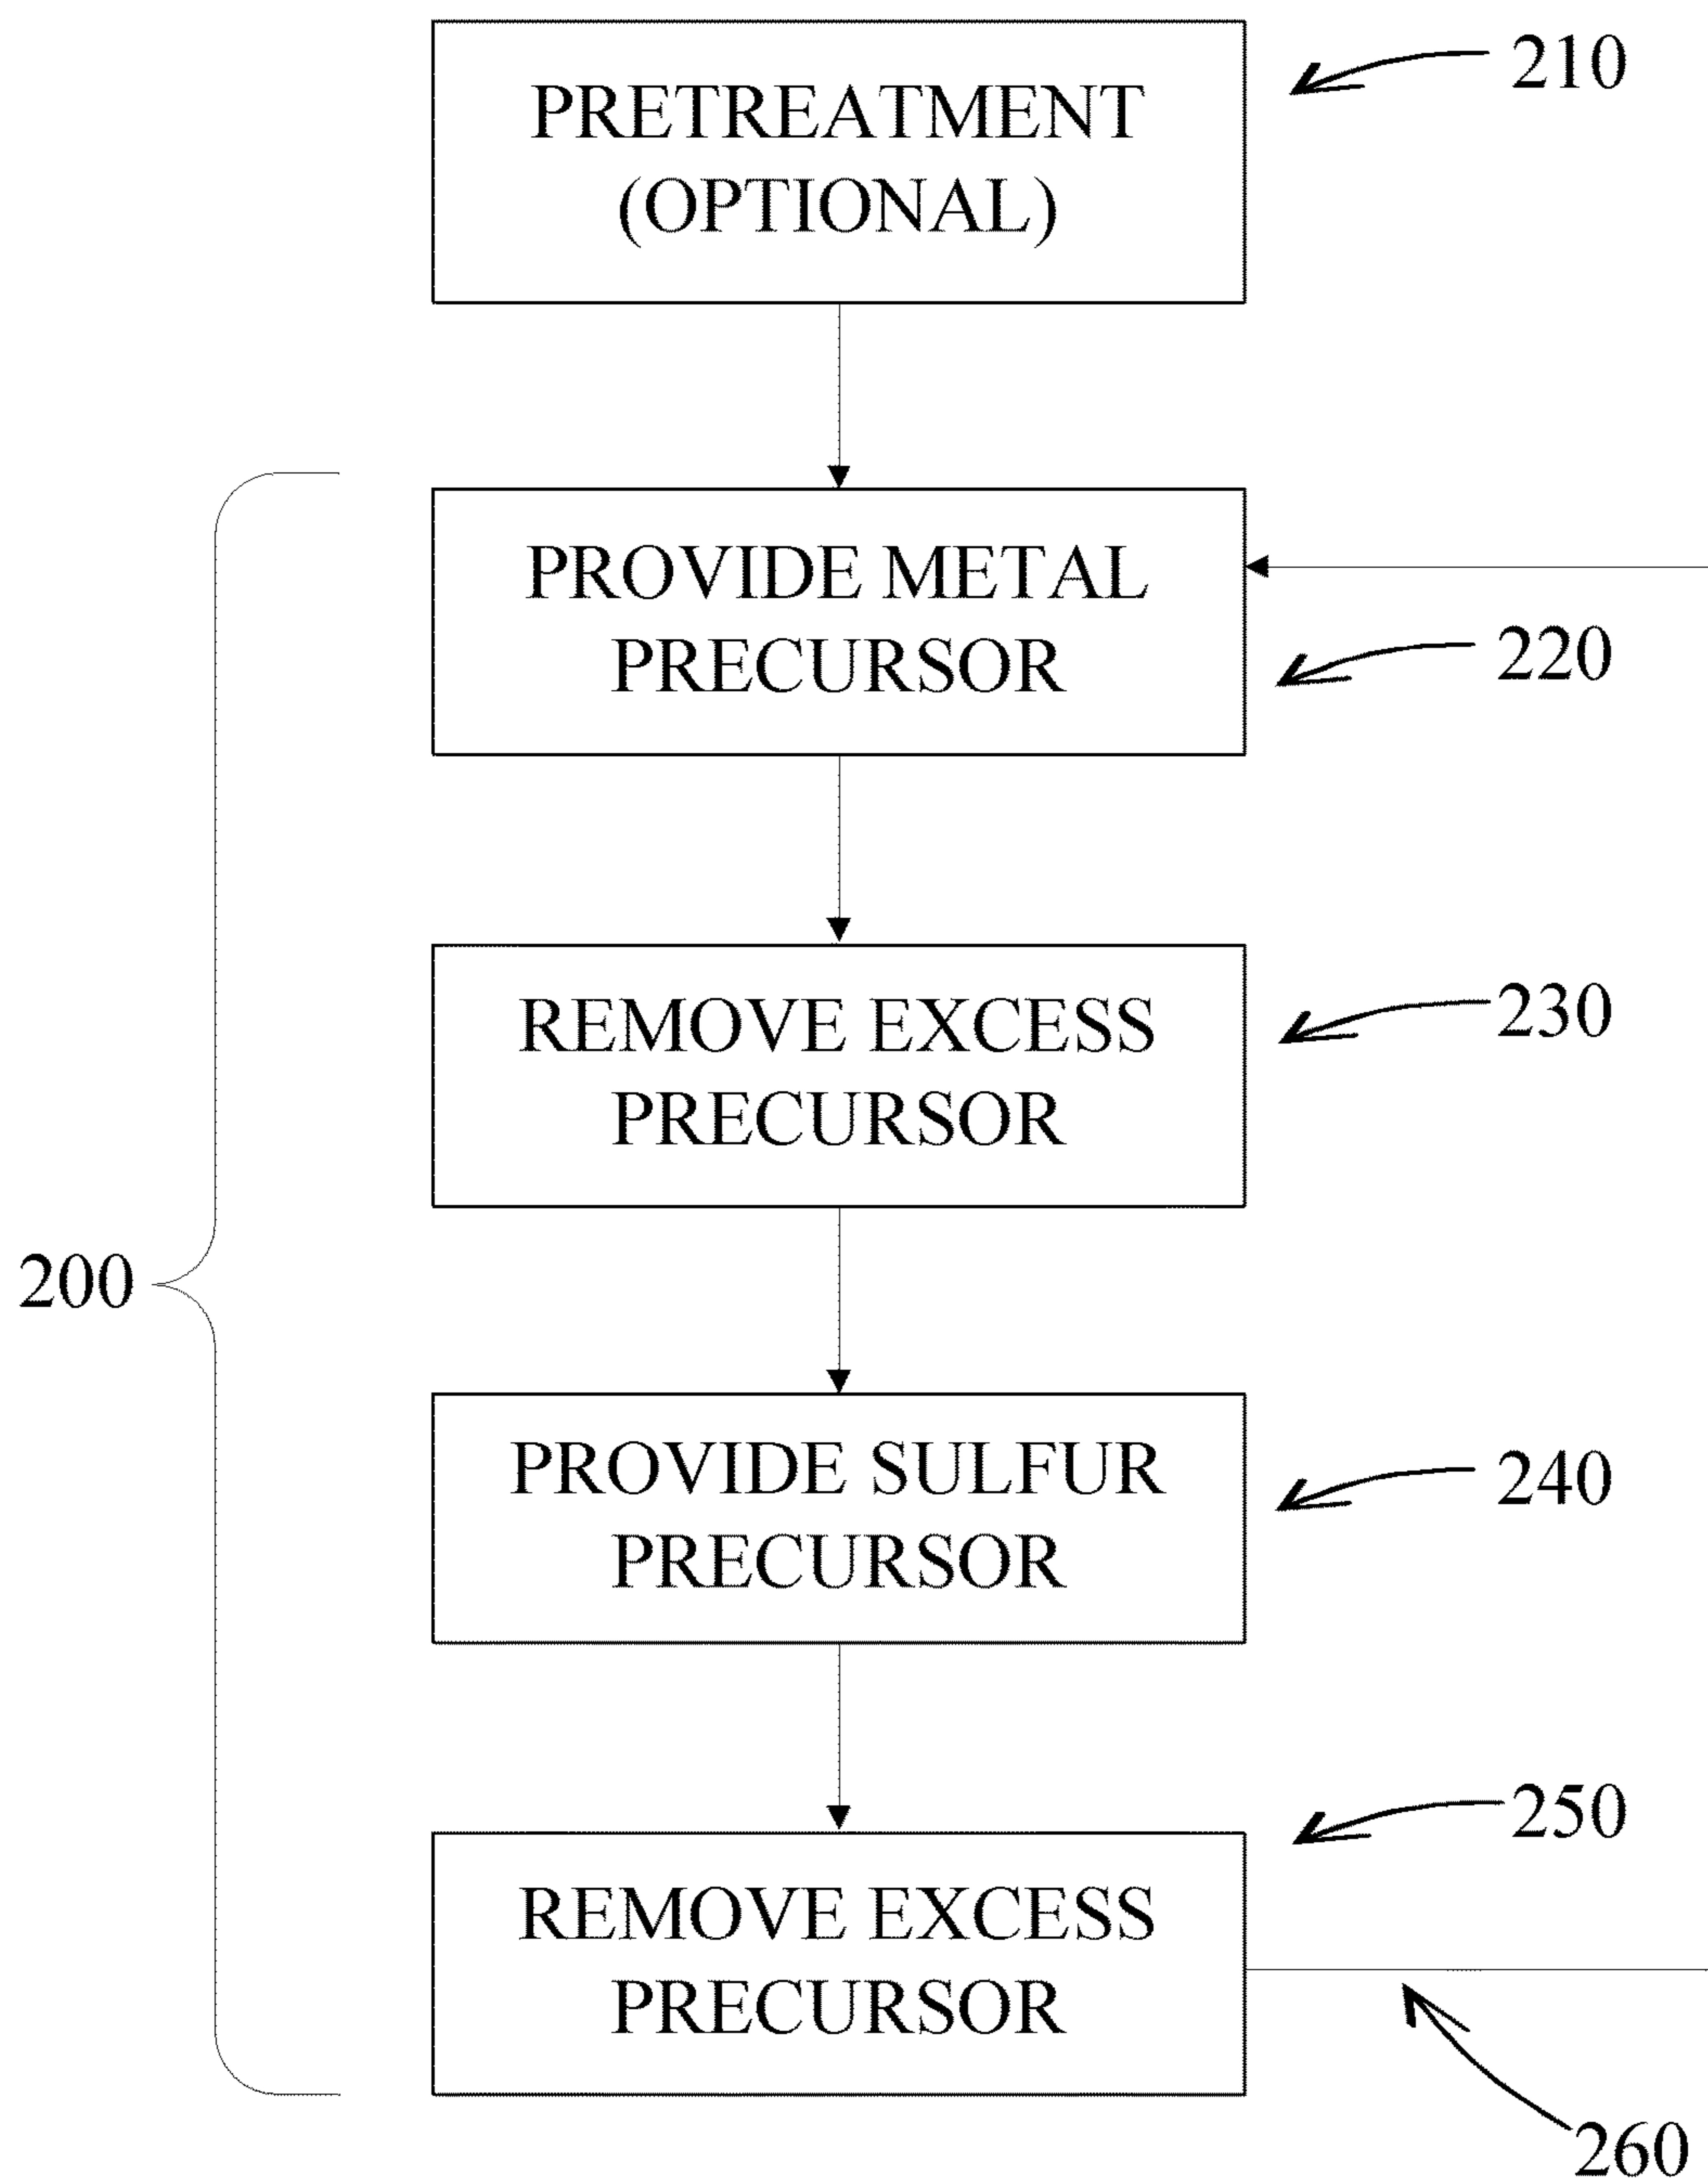 PRETREATMENT
(OPTIONAL)
210
PROVIDE METAL
PRECURSOR
220
REMOVE EXCESS
PRECURSOR
230
200
PROVIDE SULFUR
PRECURSOR
240
REMOVE EXCESS
PRECURSOR
250
260